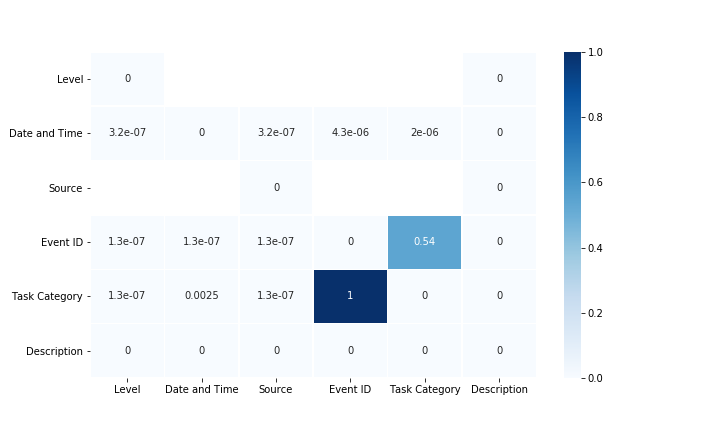 1.0
Level 0 0
0.8
Date and Time 3.2e-07 0 3.2e-07 4.3e-06 2e-06 0
Source 0 0
0.6
Event ID 1.3e-07 1.3e-07 1.3e-07 0 0.54 0
0.4
Task Category 1.3e-07 0.0025 1.3e-07 1 0 0
0.2
Description 0 0 0 0 0 0
0.0
Level Date and Time Source Event ID Task Category Description